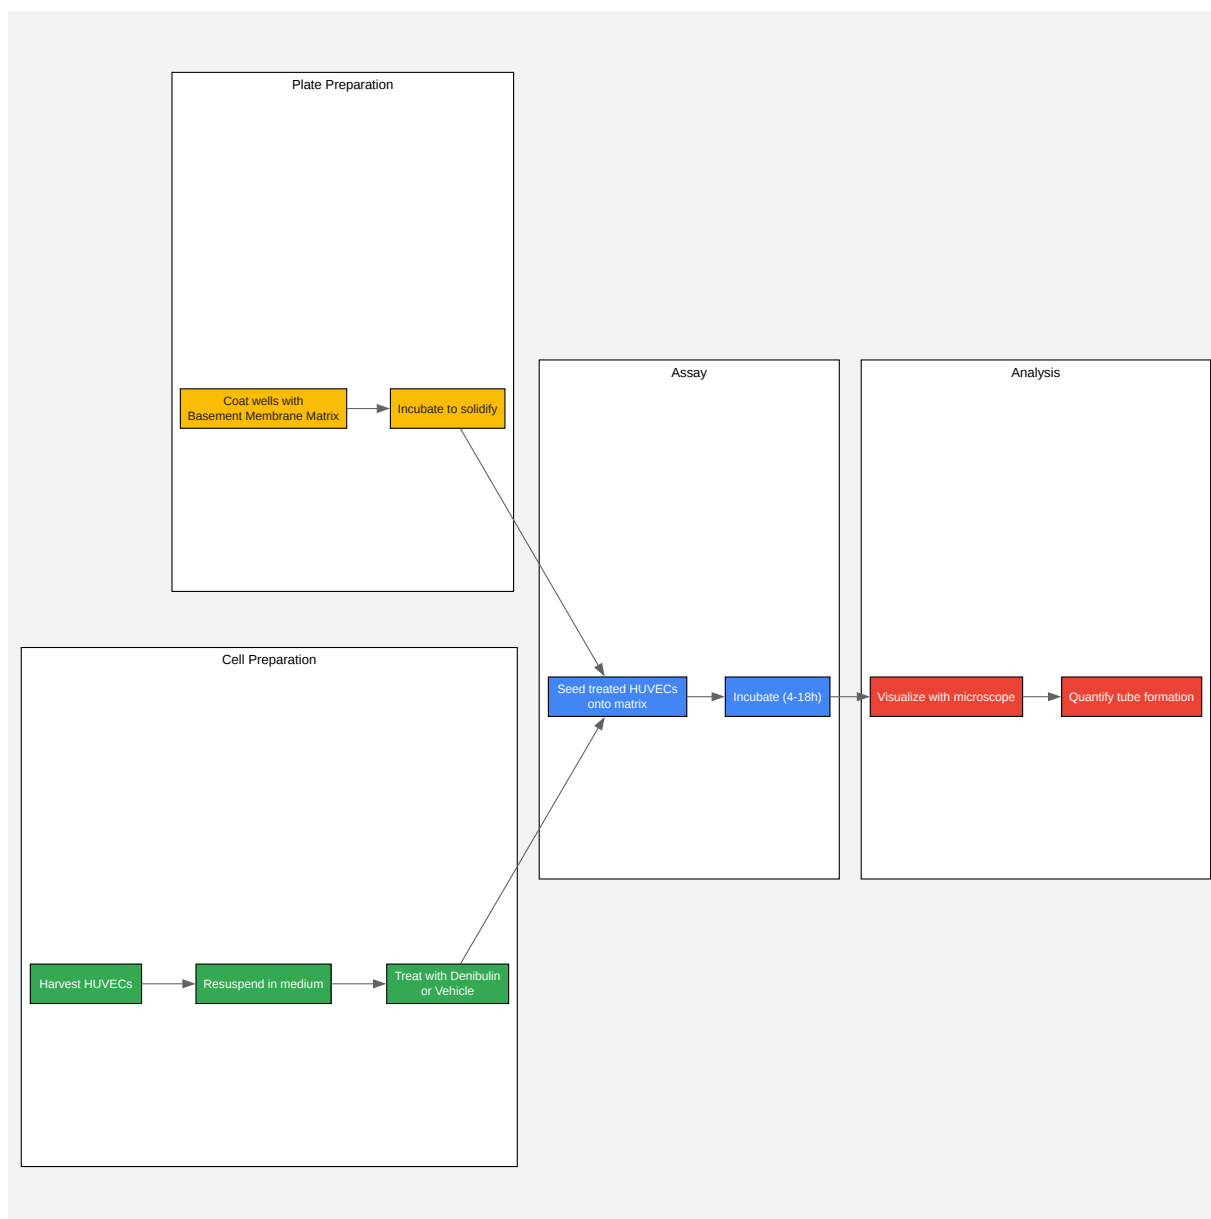 Plate Preparation
Coat wells with
Basement Membrane Matrix
Incubate to solidify
Cell Preparation
Harvest HUVECs
Resuspend in medium
Treat with Denibulin
or Vehicle
Assay
Seed treated HUVECs
onto matrix
Incubate (4-18h)
Analysis
Visualize with microscope
Quantify tube formation